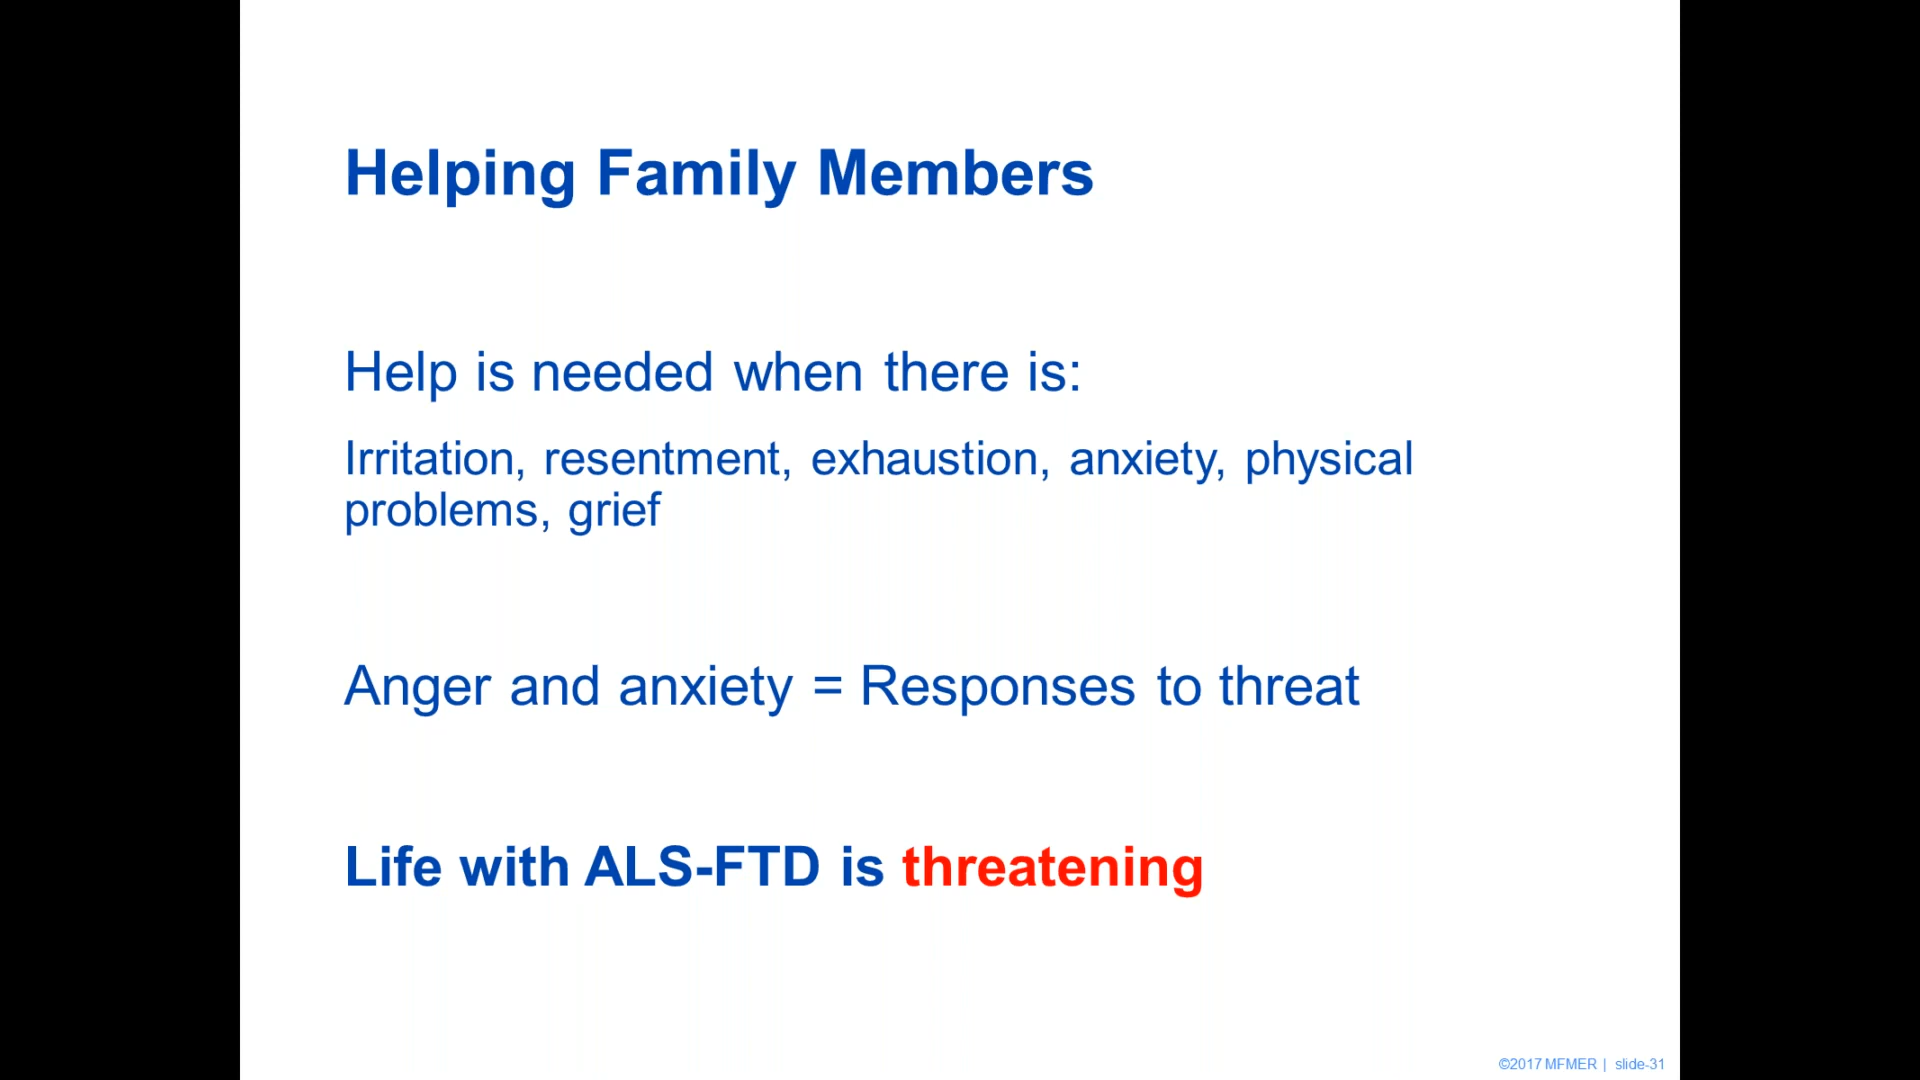 Helping Family Members
Help is needed when there is:
Irritation, resentment, exhaustion, anxiety, physical
problems, grief
Anger and anxiety = Responses to threat
Life with ALS-FTD is threatening
©2017 MFMER | slide-31